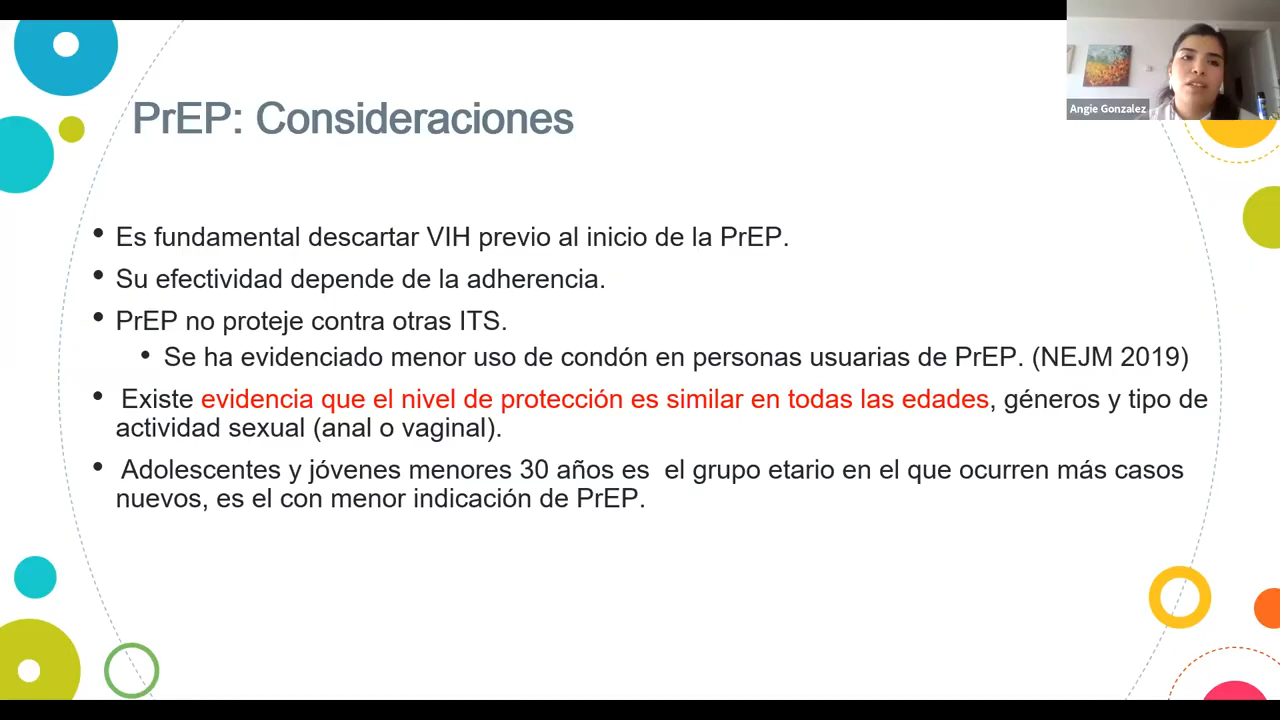 Angie Gonzalez
PrEP: Consideraciones
• Es fundamental descartar VIH previo al inicio de la PrEP.
• Su efectividad depende de la adherencia.
• PrEP no proteje contra otras ITS.
• Se ha evidenciado menor uso de condón en personas usuarias de PrEP. (NEJM 2019)
• Existe evidencia que el nivel de protección es similar en todas las edades, géneros y tipo de
actividad sexual (anal o vaginal).
• Adolescentes y jóvenes menores 30 años es  el grupo etario en el que ocurren más casos
nuevos, es el con menor indicación de PrEP.